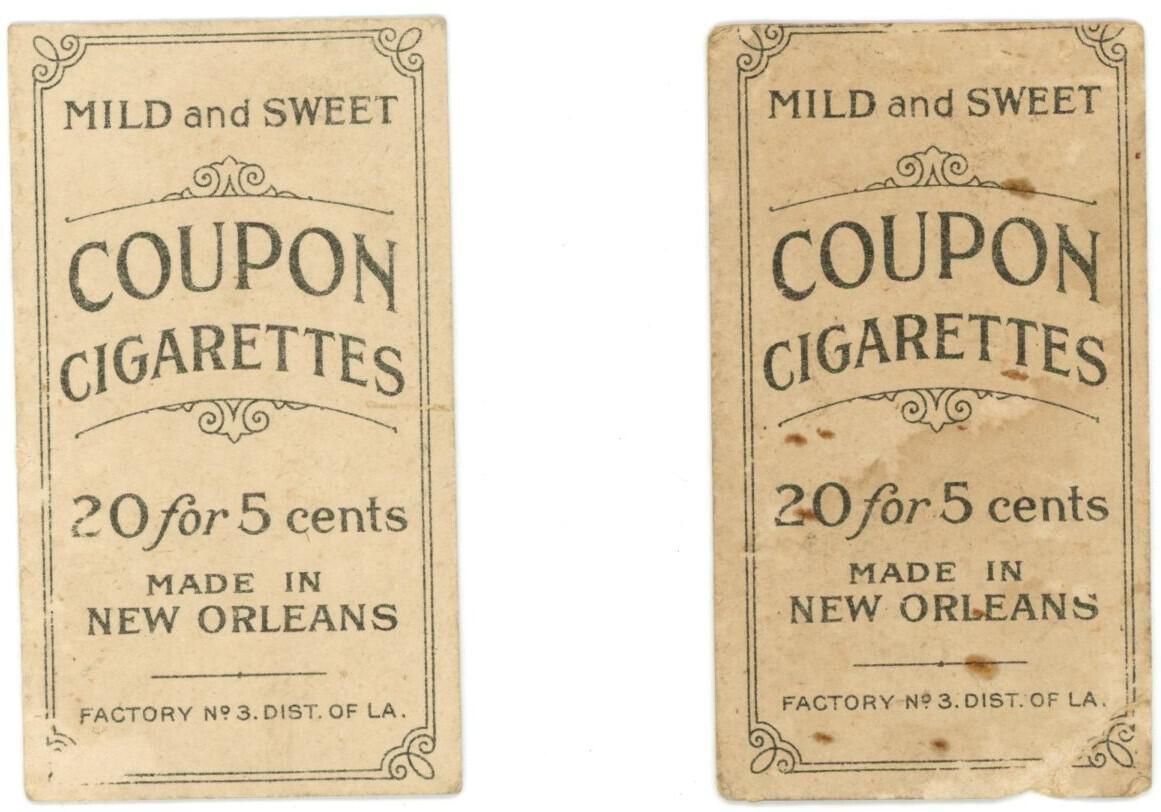 MILD and SWEET
COUPON
CIGARETTES
20 for 5 cents
MADE IN
NEW ORLEANS
FACTORY Nº 3. DIST. OF LA.
MILD and SWEET
COUPON
CIGARETTES
20 for 5 cents
MADE IN
NEW ORLEANS
FACTORY Nº 3. DIST. OF LA.